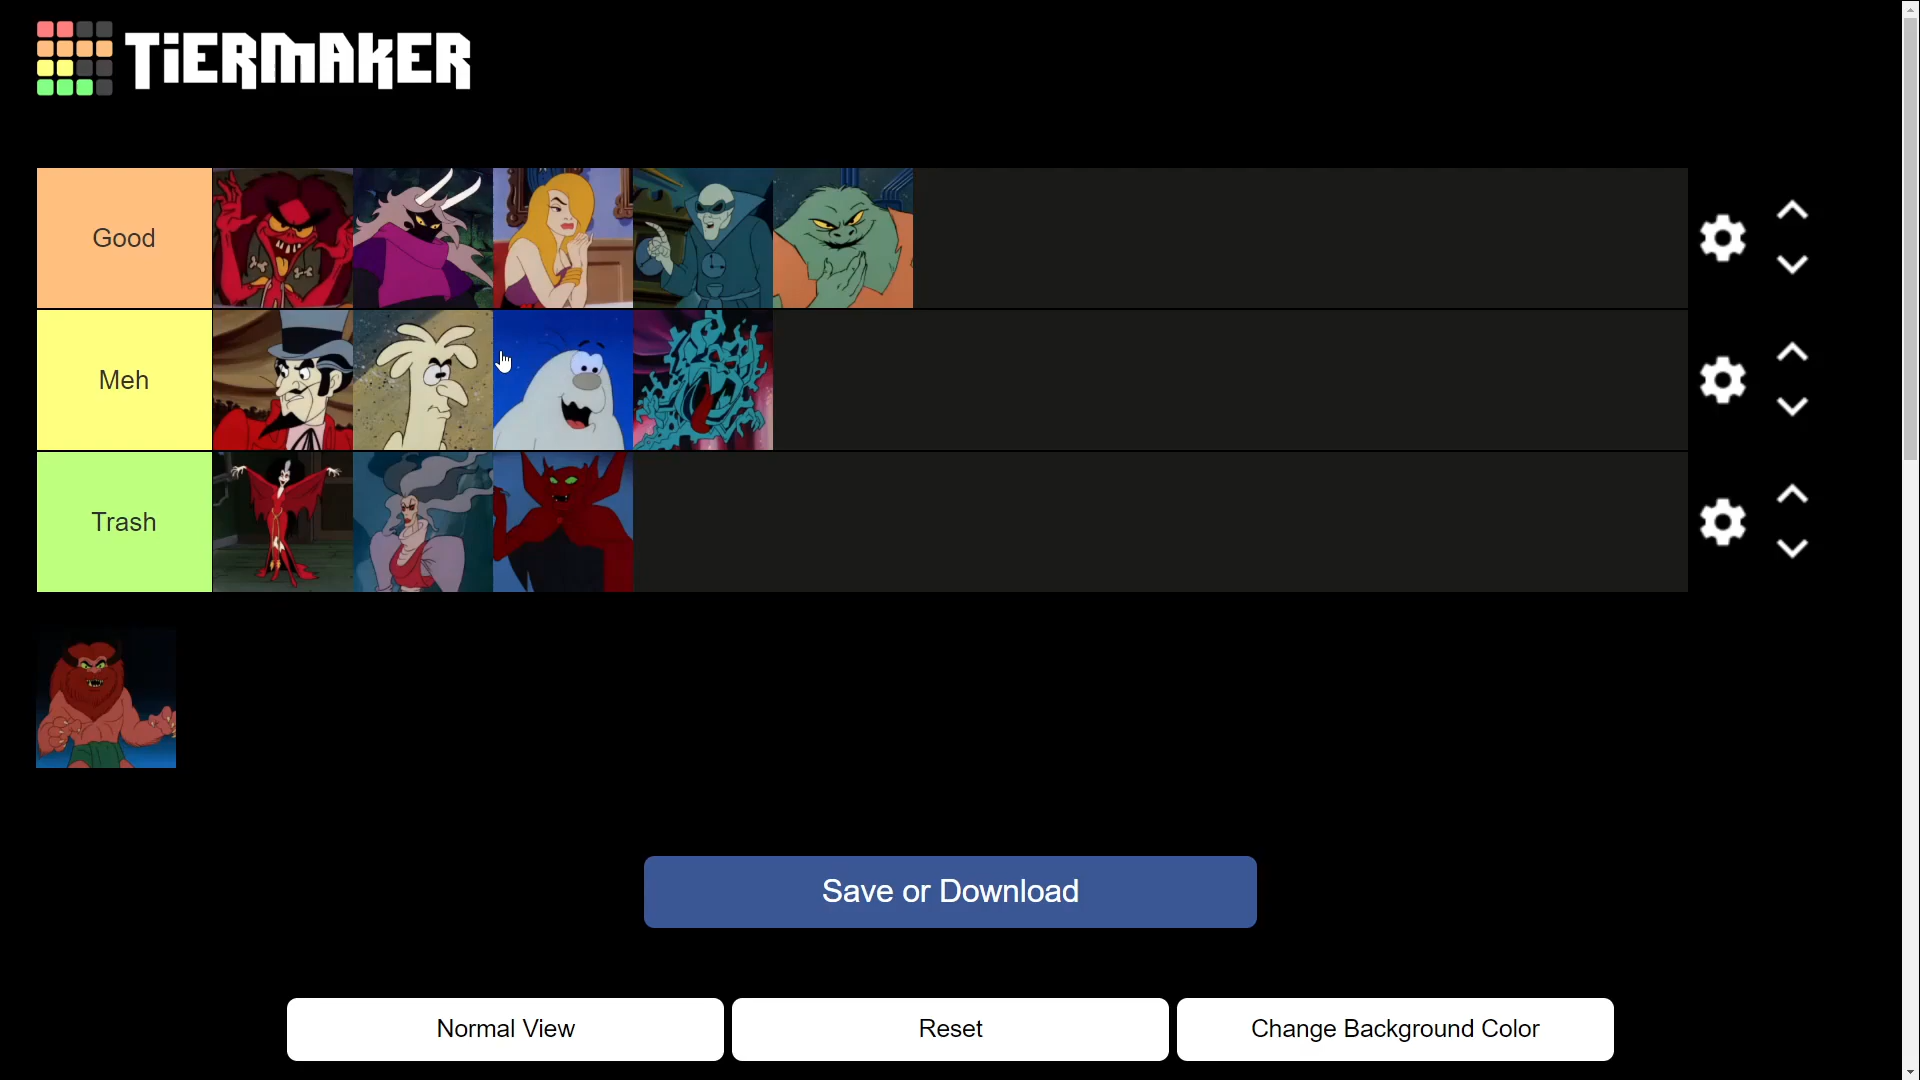 TiERMAKER
Good
Meh
Trash
Save or Download
Normal View
Reset
Change Background Color